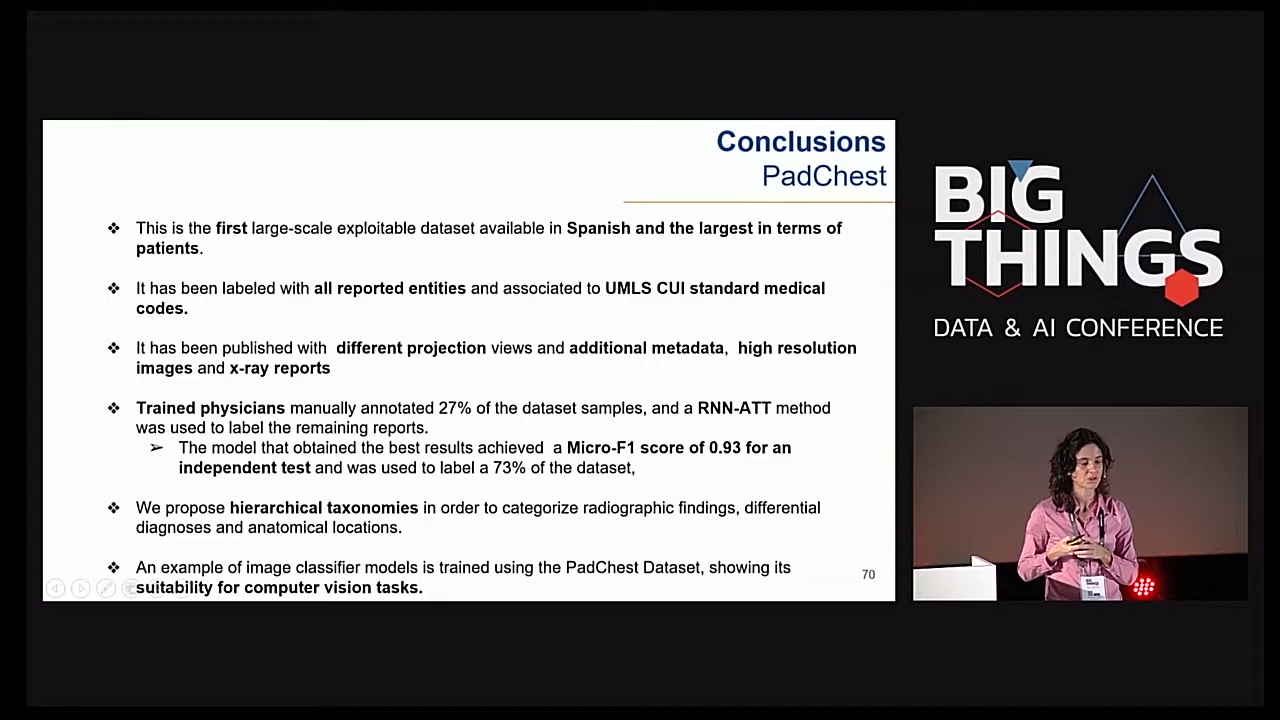 Conclusions
PadChest
❖ This is the first large-scale exploitable dataset available in Spanish and the largest in terms of
patients.
❖ It has been labeled with all reported entities and associated to UMLS CUI standard medical
codes.
❖ It has been published with different projection views and additional metadata, high resolution
images and x-ray reports
❖ Trained physicians manually annotated 27% of the dataset samples, and a RNN-ATT method
was used to label the remaining reports.
➢ The model that obtained the best results achieved a Micro-F1 score of 0.93 for an
independent test and was used to label a 73% of the dataset,
❖ We propose hierarchical taxonomies in order to categorize radiographic findings, differential
diagnoses and anatomical locations.
❖ An example of image classifier models is trained using the PadChest Dataset, showing its
suitability for computer vision tasks.
70
BIG
THINGS
DATA & AI CONFERENCE
BIG
THINGS